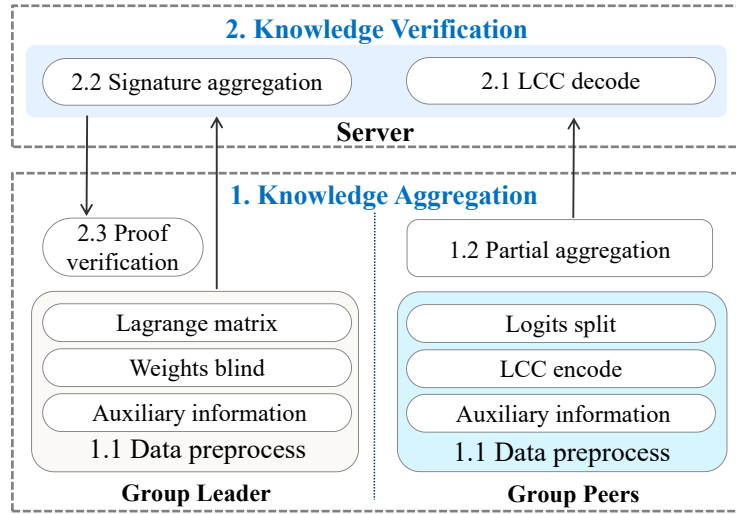 2. Knowledge Verification
2.2 Signature aggregation
2.1 LCC decode
Server
1. Knowledge Aggregation
2.3 Proof
verification
1.2 Partial aggregation
Lagrange matrix
Weights blind
Auxiliary information
1.1 Data preprocess
Group Leader
Logits split
LCC encode
Auxiliary information
1.1 Data preprocess
Group Peers